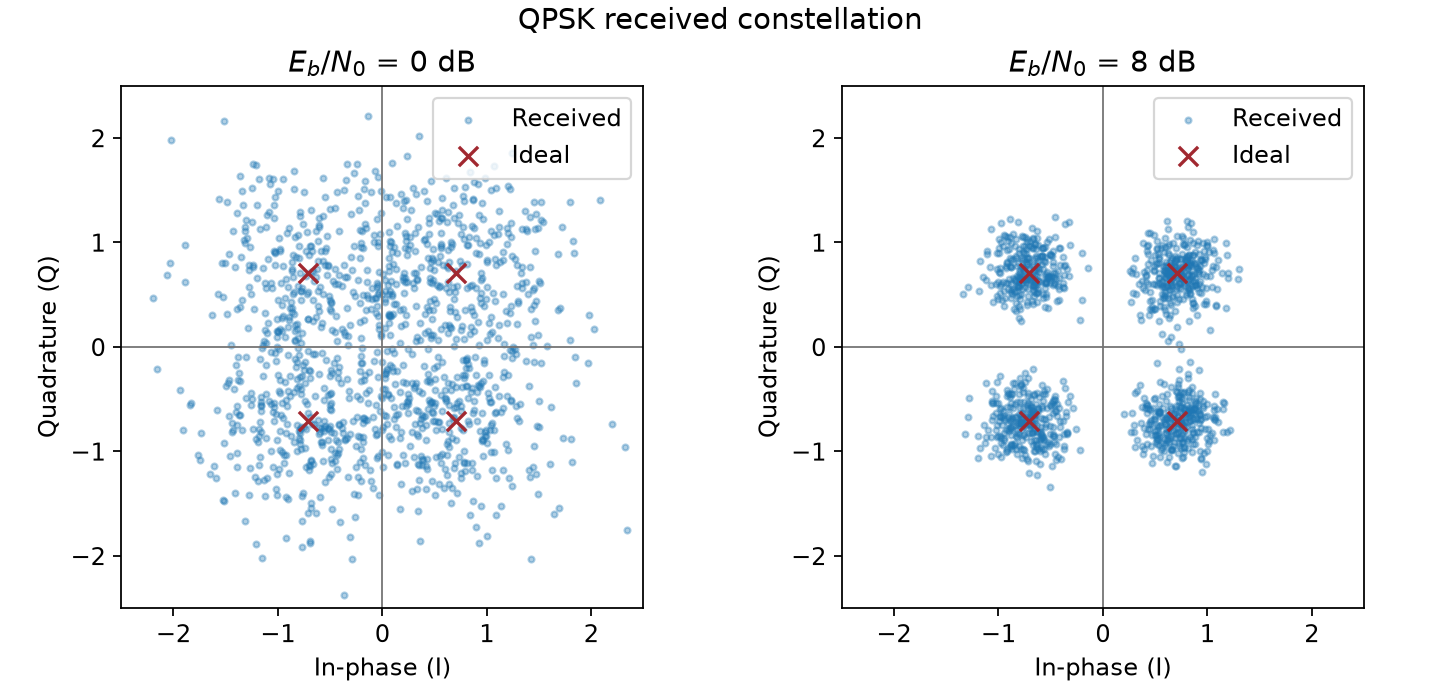 QPSK received constellation
E_b/N_0 = 0 dB
Received
Ideal
2
1
0
−1
−2
Quadrature (Q)
−2 −1 0 1 2
In-phase (I)
E_b/N_0 = 8 dB
Received
Ideal
2
1
0
−1
−2
Quadrature (Q)
−2 −1 0 1 2
In-phase (I)